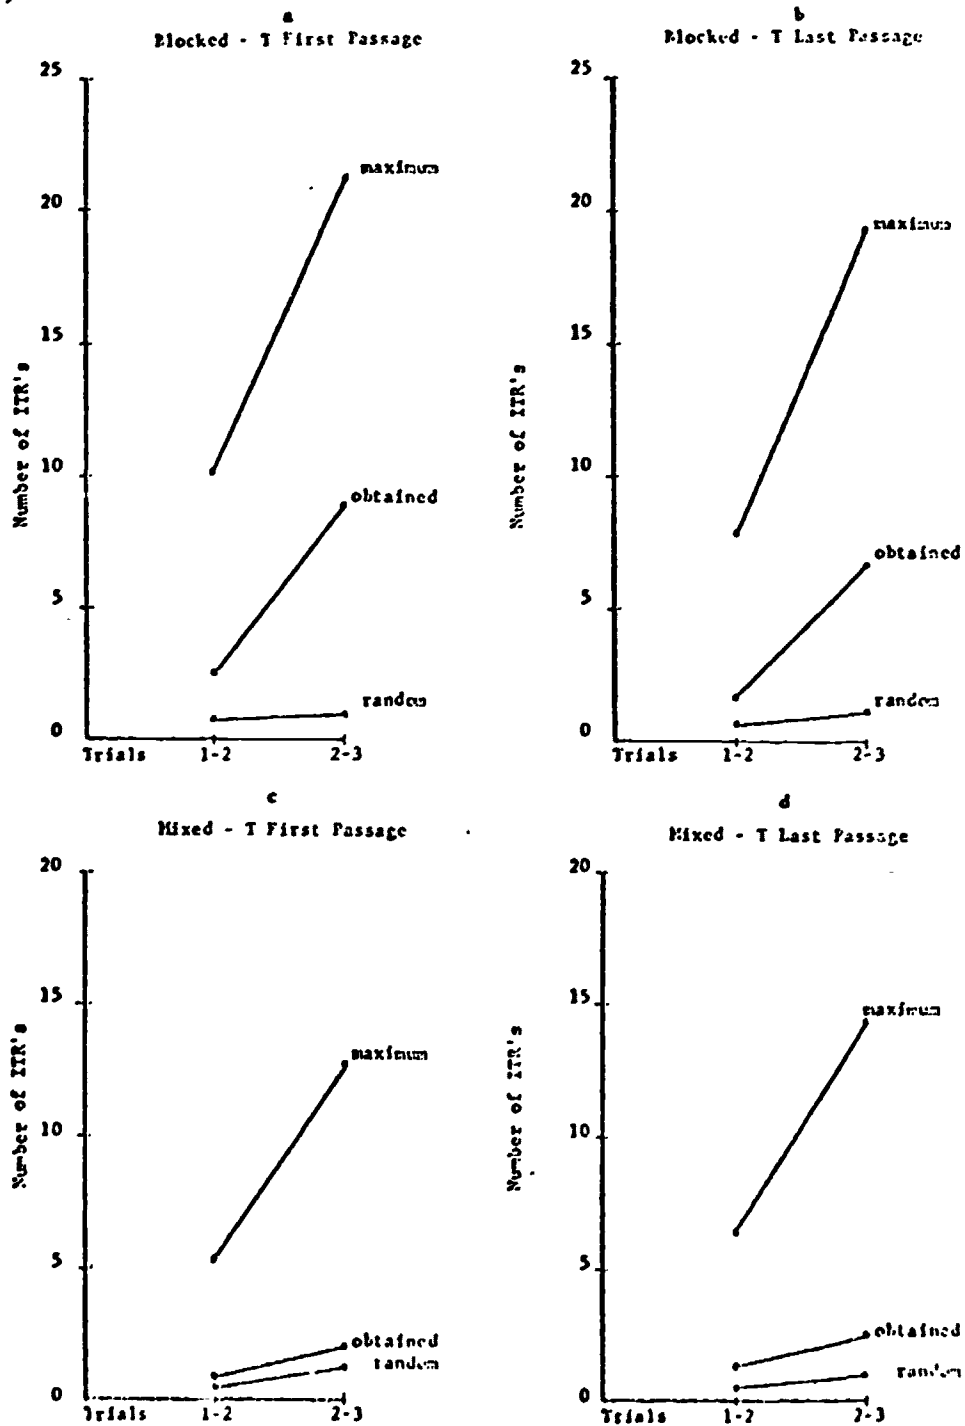 a
Blocked - T First Passage
25
20
15
10
5
0
Number of ITR's
maximum
obtained
random
Trials 1-2 2-3
b
Blocked - T Last Passage
25
20
15
10
5
0
Number of ITR's
maximum
obtained
random
Trials 1-2 2-3
c
Mixed - T First Passage
20
15
10
5
0
Number of ITR's
maximum
obtained
random
Trials 1-2 2-3
d
Mixed - T Last Passage
20
15
10
5
0
Number of ITR's
maximum
obtained
random
Trials 1-2 2-3